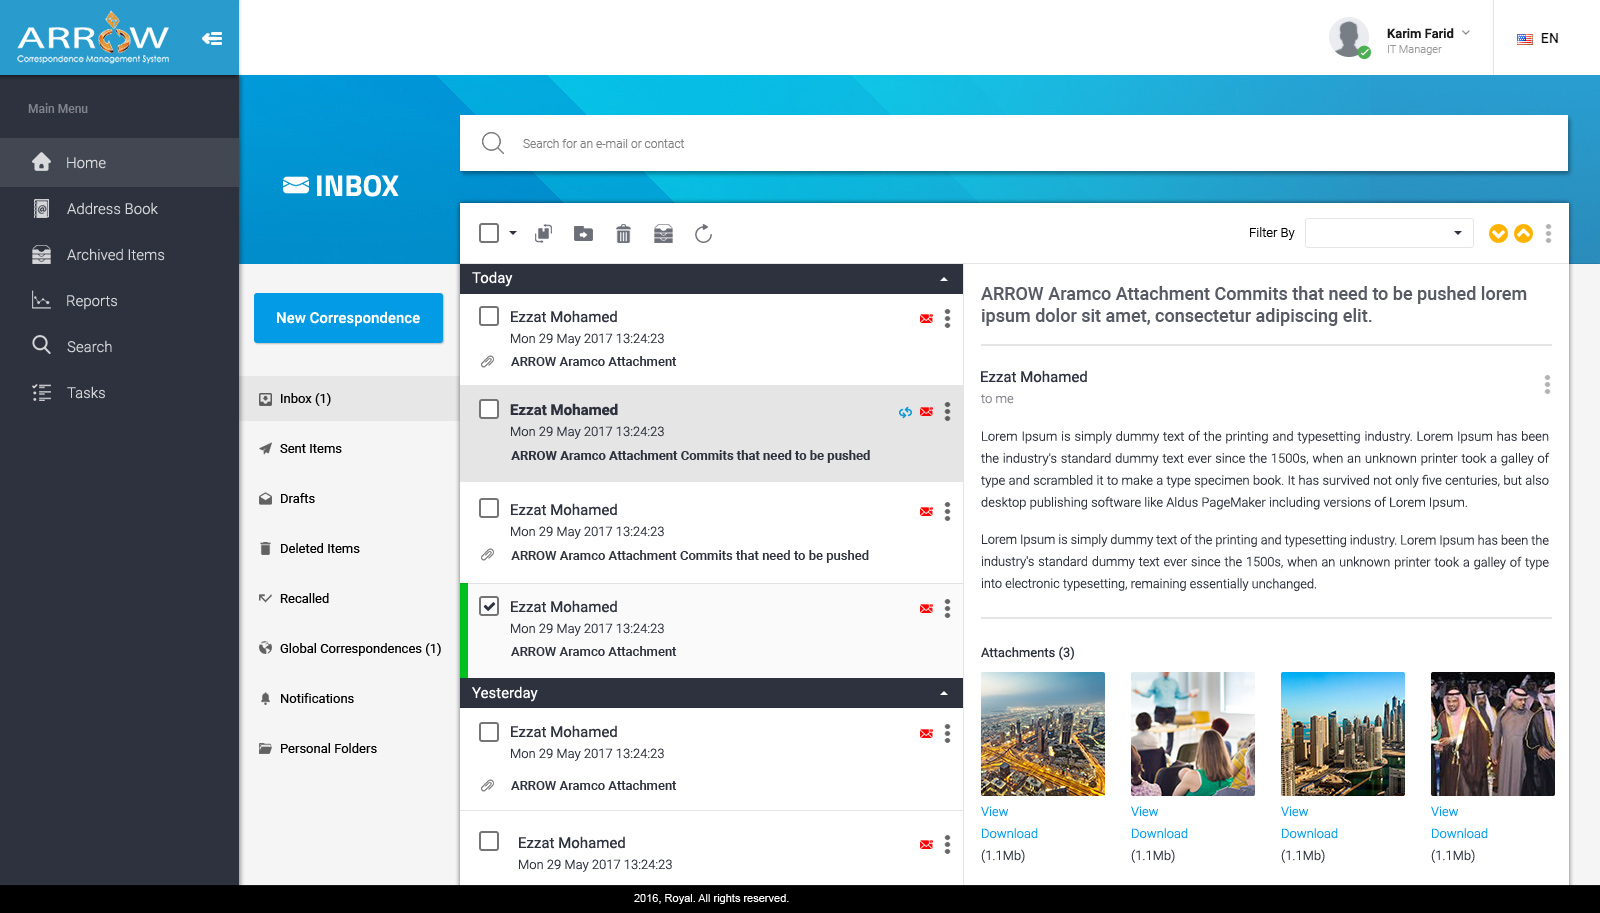 ARROW
Correspondence Management System
Karim Farid
IT Manager
EN
Main Menu
Home
Address Book
Archived Items
Reports
Search
Tasks
INBOX
Search for an e-mail or contact
Filter By
New Correspondence
Inbox (1)
Sent Items
Drafts
Deleted Items
Recalled
Global Correspondences (1)
Notifications
Personal Folders
Today
Ezzat Mohamed
Mon 29 May 2017 13:24:23
ARROW Aramco Attachment
Ezzat Mohamed
Mon 29 May 2017 13:24:23
ARROW Aramco Attachment Commits that need to be pushed
Ezzat Mohamed
Mon 29 May 2017 13:24:23
ARROW Aramco Attachment Commits that need to be pushed
Ezzat Mohamed
Mon 29 May 2017 13:24:23
ARROW Aramco Attachment
Yesterday
Ezzat Mohamed
Mon 29 May 2017 13:24:23
ARROW Aramco Attachment
Ezzat Mohamed
Mon 29 May 2017 13:24:23
ARROW Aramco Attachment Commits that need to be pushed lorem
ipsum dolor sit amet, consectetur adipiscing elit.
Ezzat Mohamed
to me
Lorem Ipsum is simply dummy text of the printing and typesetting industry. Lorem Ipsum has been
the industry's standard dummy text ever since the 1500s, when an unknown printer took a galley of
type and scrambled it to make a type specimen book. It has survived not only five centuries, but also
desktop publishing software like Aldus PageMaker including versions of Lorem Ipsum.
Lorem Ipsum is simply dummy text of the printing and typesetting industry. Lorem Ipsum has been the
industry's standard dummy text ever since the 1500s, when an unknown printer took a galley of type
into electronic typesetting, remaining essentially unchanged.
Attachments (3)
View
Download
(1.1Mb)
View
Download
(1.1Mb)
View
Download
(1.1Mb)
View
Download
(1.1Mb)
2016, Royal. All rights reserved.